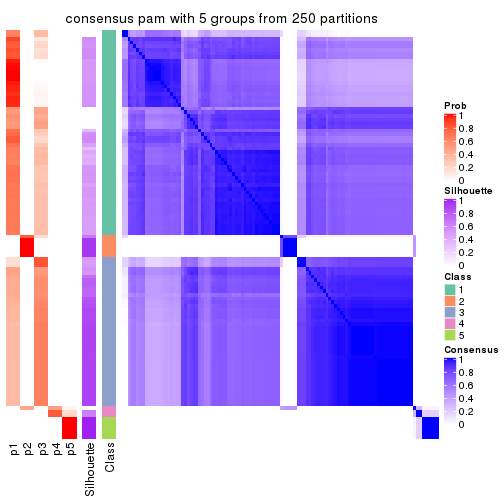 consensus pam with 5 groups from 250 partitions
Prob
1
0.8
0.6
0.4
0.2
0
Silhouette
1
0.8
0.6
0.4
0.2
0
Class
1
2
3
4
5
Consensus
1
0.8
0.6
0.4
0.2
0
p1
p2
p3
p4
p5
Silhouette
Class